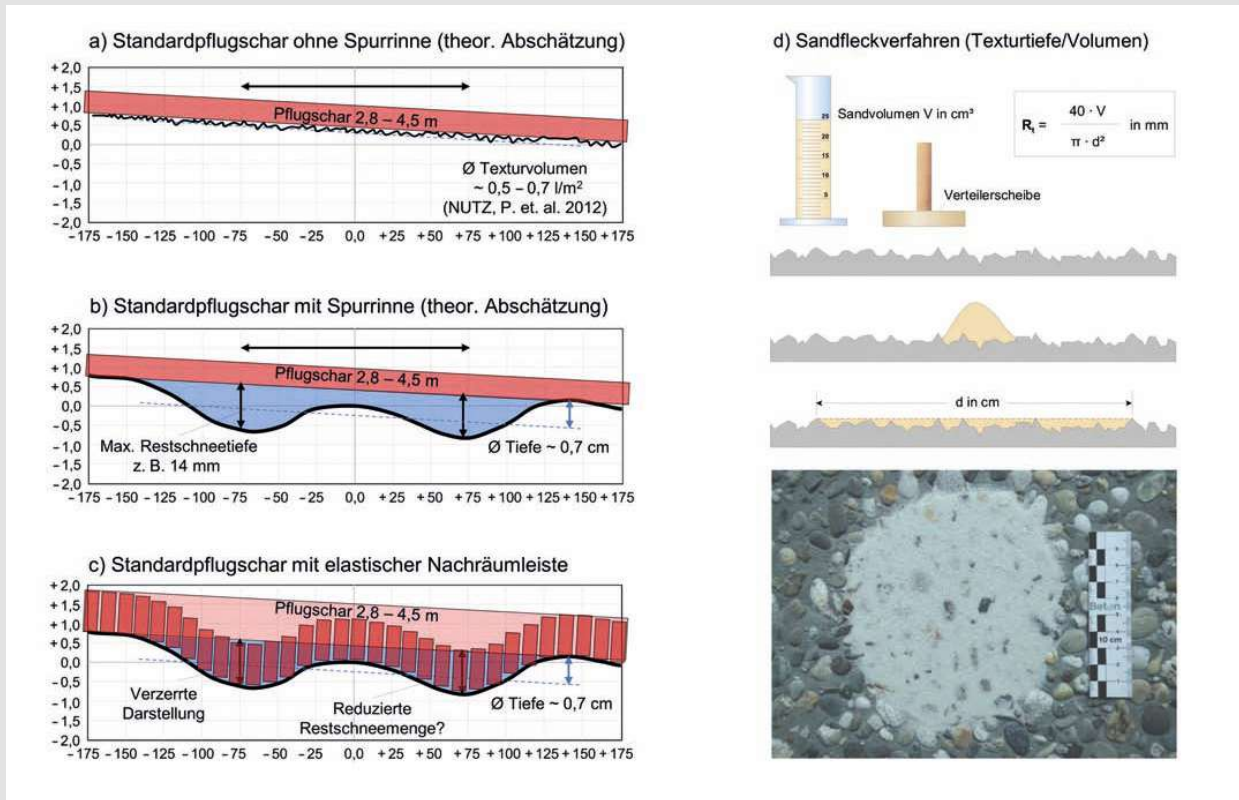 a) Standardpflugschar ohne Spurrinne (theor. Abschätzung)
+ 2,0
+ 1,5
+ 1,0
+ 0,5
0,0
– 0,5
– 1,0
– 1,5
– 2,0
Pflugschar 2,8 – 4,5 m
Ø Texturvolumen
~ 0,5 – 0,7 l/m²
(NUTZ, P. et. al. 2012)
– 175 – 150 – 125 – 100 – 75 – 50 – 25 0,0 + 25 + 50 + 75 + 100 + 125 + 150 + 175
b) Standardpflugschar mit Spurrinne (theor. Abschätzung)
+ 2,0
+ 1,5
+ 1,0
+ 0,5
0,0
– 0,5
– 1,0
– 1,5
– 2,0
Pflugschar 2,8 – 4,5 m
Max. Restschneetiefe
z. B. 14 mm
Ø Tiefe ~ 0,7 cm
– 175 – 150 – 125 – 100 – 75 – 50 – 25 0,0 + 25 + 50 + 75 + 100 + 125 + 150 + 175
c) Standardpflugschar mit elastischer Nachräumleiste
+ 2,0
+ 1,5
+ 1,0
+ 0,5
0,0
– 0,5
– 1,0
– 1,5
– 2,0
Pflugschar 2,8 – 4,5 m
Verzerrte
Darstellung
Reduzierte
Restschneemenge?
Ø Tiefe ~ 0,7 cm
– 175 – 150 – 125 – 100 – 75 – 50 – 25 0,0 + 25 + 50 + 75 + 100 + 125 + 150 + 175
d) Sandfleckverfahren (Texturtiefe/Volumen)
25
20
15
10
5
Sandvolumen V in cm³
Verteilerscheibe
Rₜ = 40 · V / π · d² in mm
d in cm
Beton
10 cm